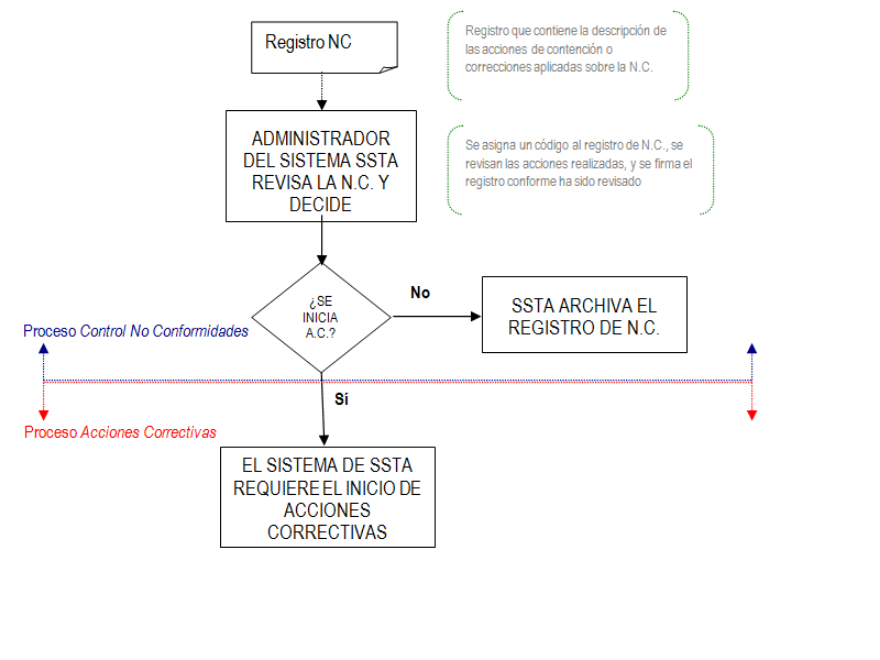 Registro NC
Registro que contiene la descripción de
las acciones de contención o
correcciones aplicadas sobre la N.C.
ADMINISTRADOR
DEL SISTEMA SSTA
REVISA LA N.C. Y
DECIDE
Se asigna un código al registro de N.C., se
revisan las acciones realizadas, y se firma el
registro conforme ha sido revisado
¿SE
INICIA
A.C.?
No
SSTA ARCHIVA EL
REGISTRO DE N.C.
Proceso Control No Conformidades
Sí
Proceso Acciones Correctivas
EL SISTEMA DE SSTA
REQUIERE EL INICIO DE
ACCIONES
CORRECTIVAS